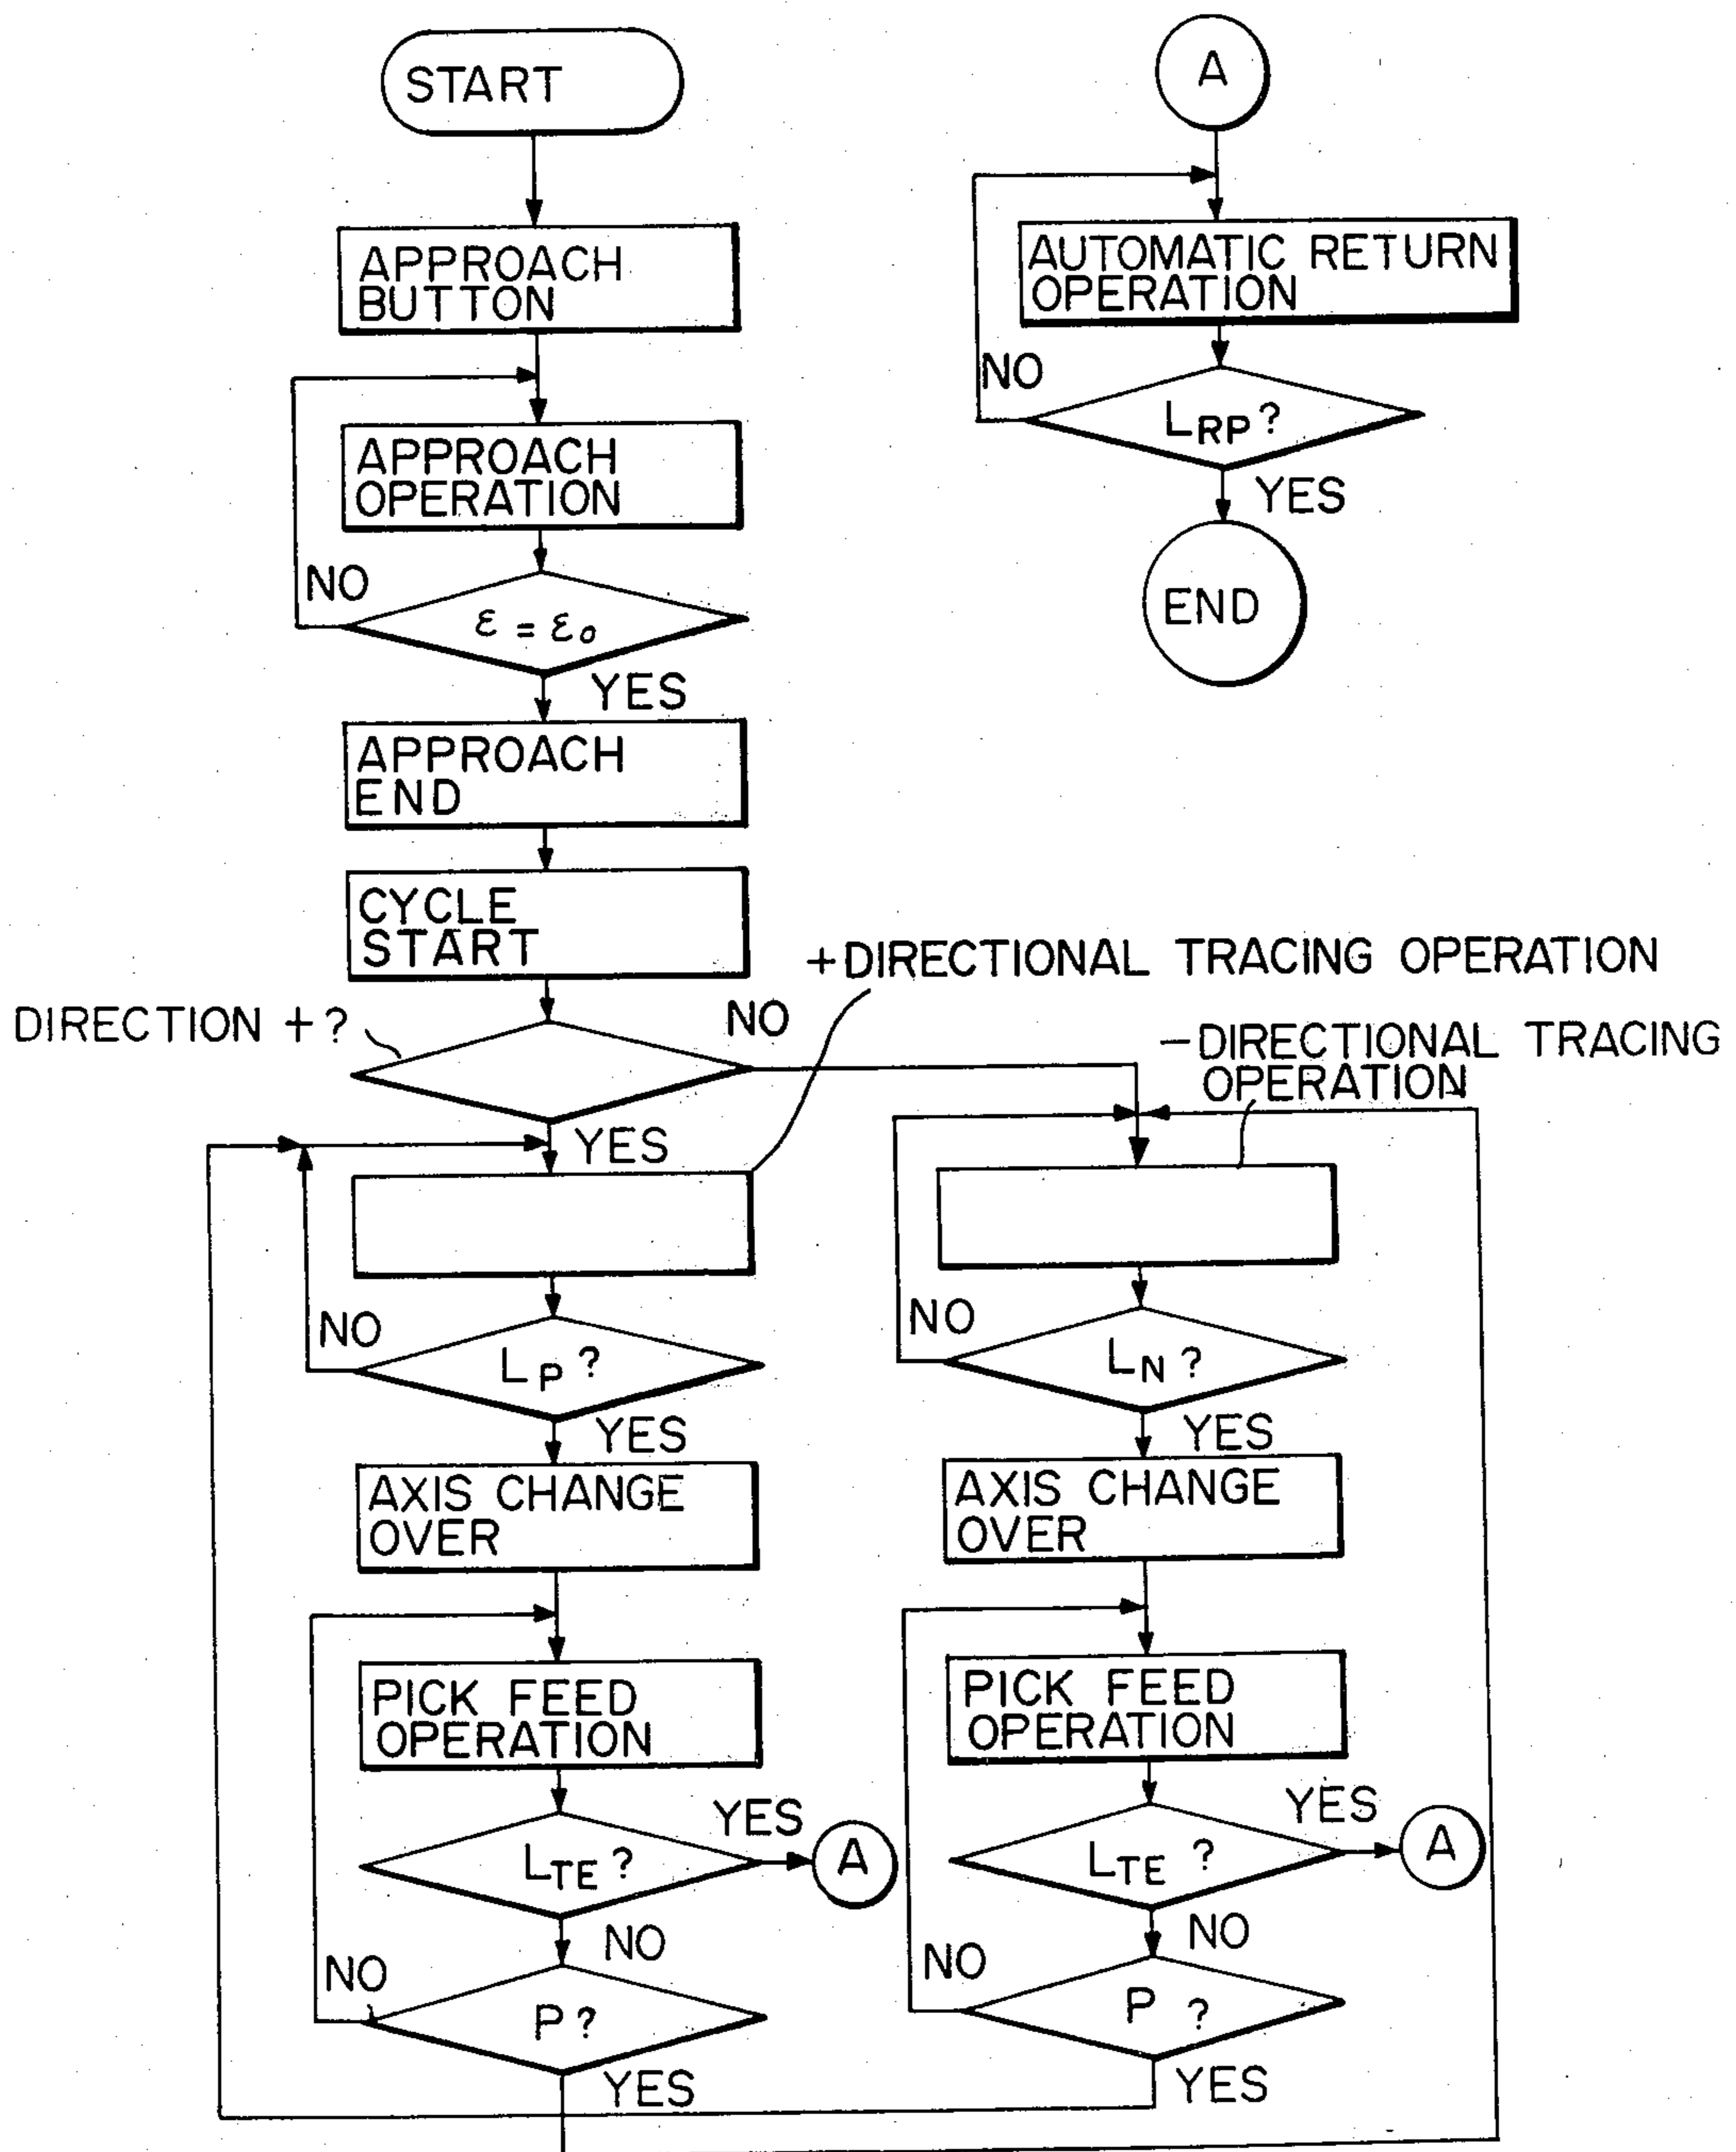 START
APPROACH
BUTTON
APPROACH
OPERATION
NO
ε = ε₀
YES
APPROACH
END
CYCLE
START
DIRECTION +?
NO
YES
+DIRECTIONAL TRACING OPERATION
NO
LP ?
YES
AXIS CHANGE
OVER
PICK FEED
OPERATION
LTE ?
YES
A
NO
NO
P ?
YES
-DIRECTIONAL TRACING
OPERATION
NO
LN ?
YES
AXIS CHANGE
OVER
PICK FEED
OPERATION
LTE ?
YES
A
NO
NO
P ?
YES
A
AUTOMATIC RETURN
OPERATION
NO
LRP ?
YES
END